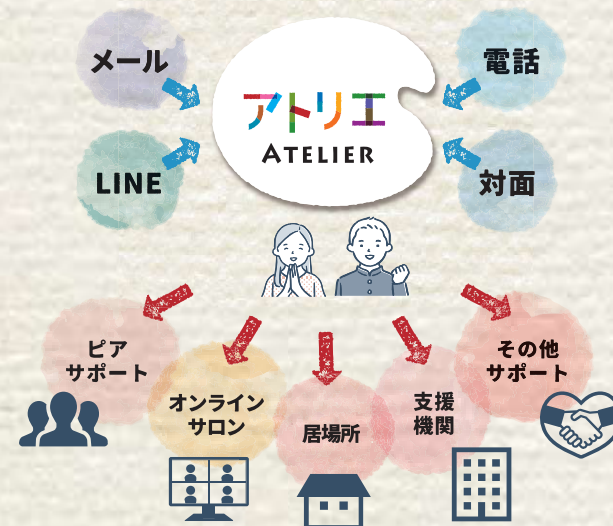 メール
電話
アトリエ
ATELIER
LINE
対面
ピア
サポート
オンライン
サロン
居場所
支援
機関
その他
サポート